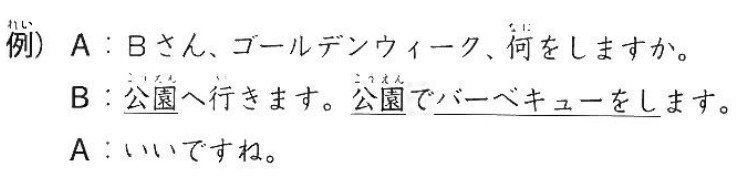 例) A：Bさん、ゴールデンウィーク、何をしますか。
B：公園へ行きます。公園でバーベキューをします。
A：いいですね。